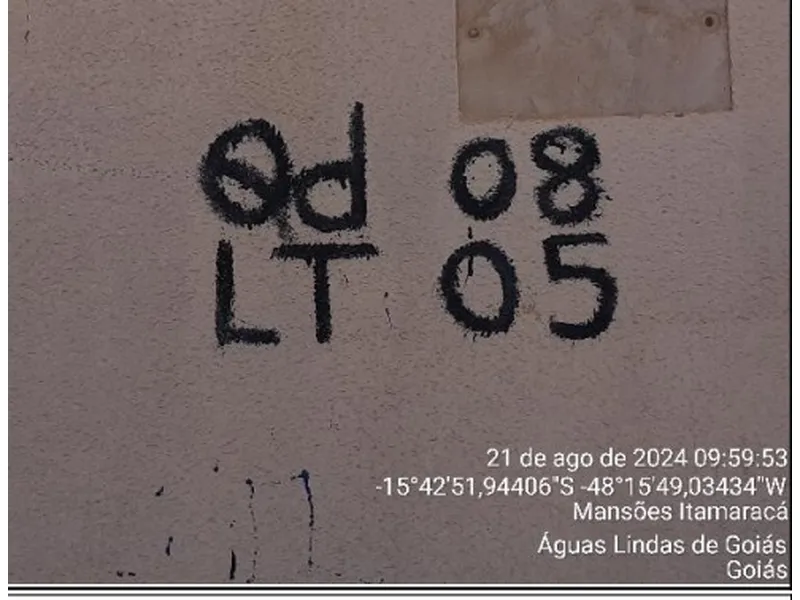 Qd 08
LT 05
21 de ago de 2024 09:59:53
-15°42'51,94406"S -48°15'49,03434"W
Mansões Itamaracá
Águas Lindas de Goiás
Goiás